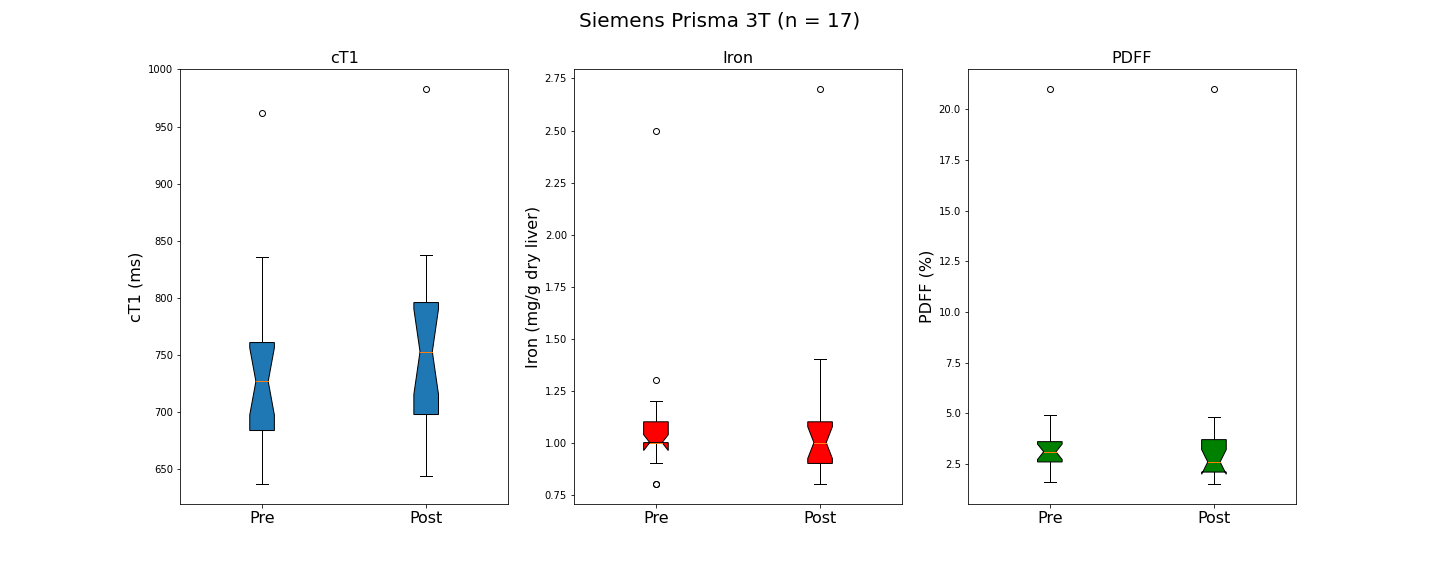 Siemens Prisma 3T (n = 17)
cT1
1000
950
900
850
800
750
700
650
cT1 (ms)
Pre
Post
Iron
2.75
2.50
2.25
2.00
1.75
1.50
1.25
1.00
0.75
Iron (mg/g dry liver)
Pre
Post
PDFF
20.0
17.5
15.0
12.5
10.0
7.5
5.0
2.5
PDFF (%)
Pre
Post